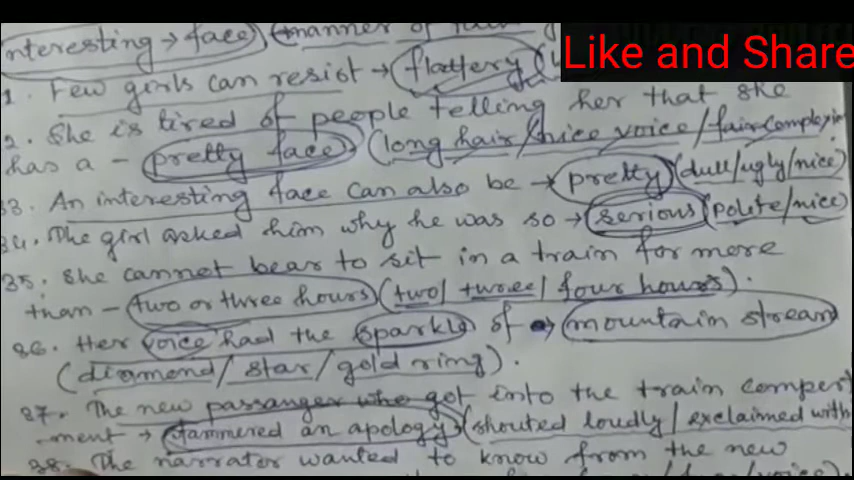 nteresting → face) (manner of
Like and Share
1. Few girls can resist → flattery (
2. She is tired of people telling her that she
has a - pretty face (long hair/nice voice/fair complexion
33. An interesting face can also be → pretty (dull/ugly/nice)
34. The girl asked him why he was so → serious (polite/nice)
35. She cannot bear to sit in a train for more
than - two or three hours (two/ three/ four hours).
36. Her voice had the sparkle of → mountain stream
(diamond/ star/gold ring).
37. The new passanger who got into the train compert
ment → stammered an apology (shouted loudly/ exclaimed with
38. The narrator wanted to know from the new